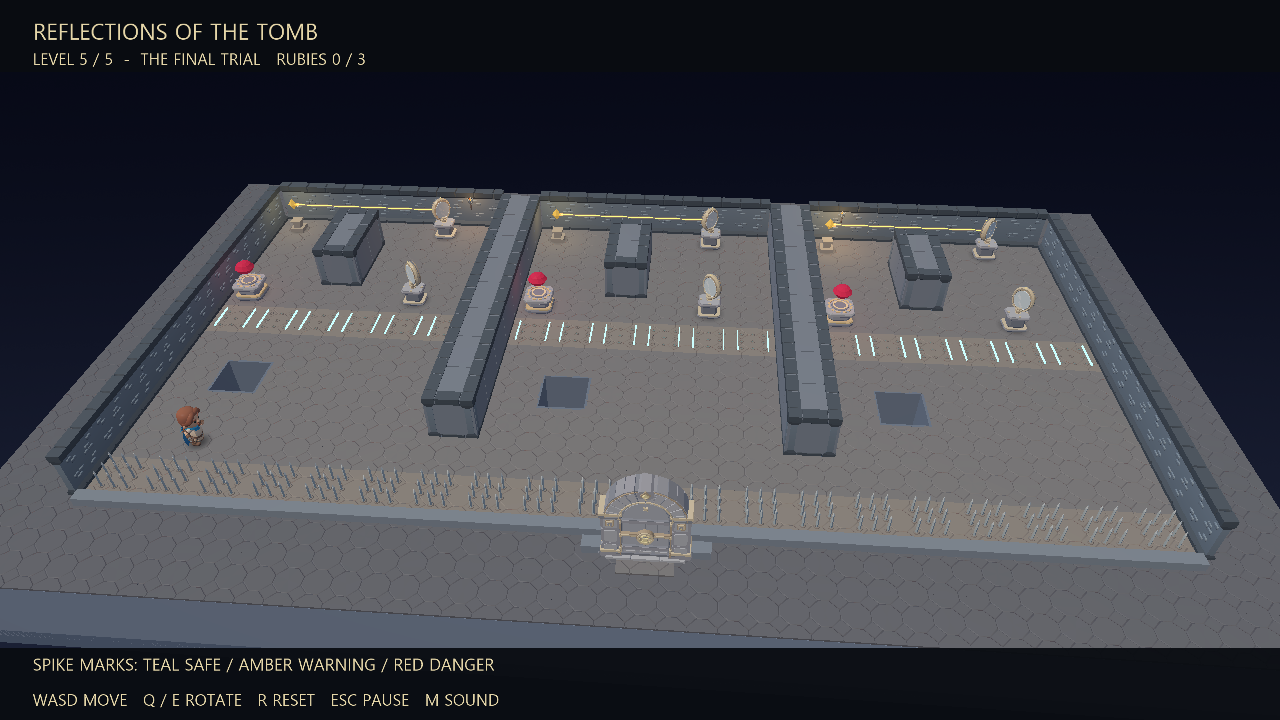 REFLECTIONS OF THE TOMB
LEVEL 5 / 5 - THE FINAL TRIAL RUBIES 0 / 3
SPIKE MARKS: TEAL SAFE / AMBER WARNING / RED DANGER
WASD MOVE Q / E ROTATE R RESET ESC PAUSE M SOUND